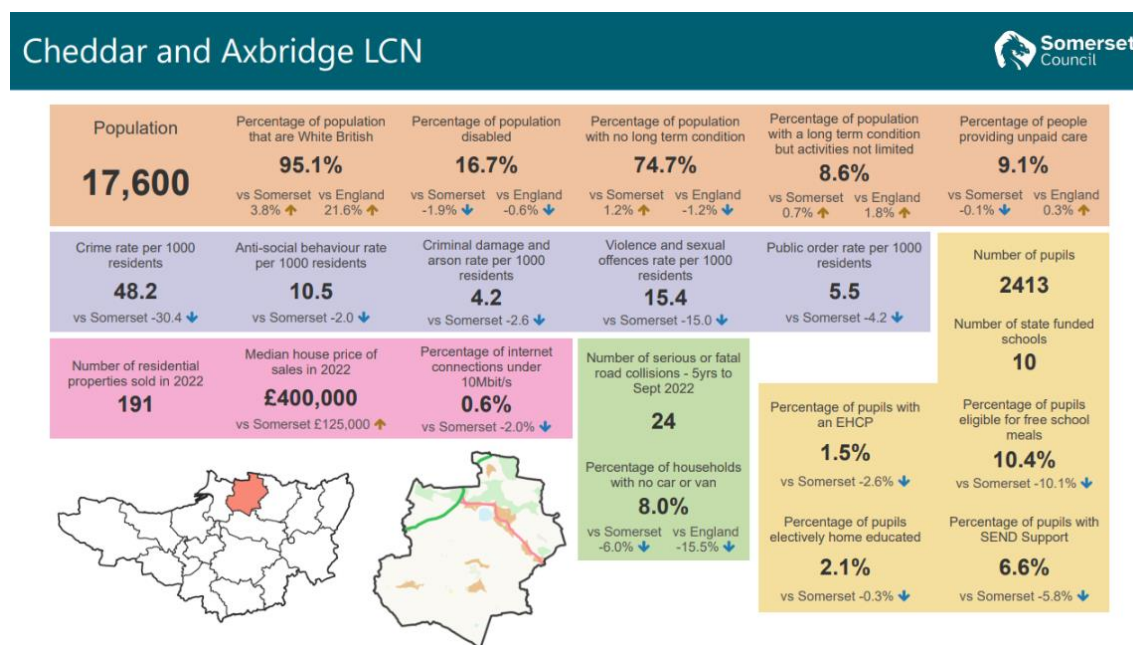 Cheddar and Axbridge LCN
Somerset
Council
Population
17,600
Percentage of population
that are White British
95.1%
vs Somerset vs England
3.8% ↑ 21.6% ↑
Percentage of population
disabled
16.7%
vs Somerset vs England
-1.9% ↓ -0.6% ↓
Percentage of population
with no long term condition
74.7%
vs Somerset vs England
1.2% ↑ -1.2% ↓
Percentage of population
with a long term condition
but activities not limited
8.6%
vs Somerset vs England
0.7% ↑ 1.8% ↑
Percentage of people
providing unpaid care
9.1%
vs Somerset vs England
-0.1% ↓ 0.3% ↑
Crime rate per 1000
residents
48.2
vs Somerset -30.4 ↓
Anti-social behaviour rate
per 1000 residents
10.5
vs Somerset -2.0 ↓
Criminal damage and
arson rate per 1000
residents
4.2
vs Somerset -2.6 ↓
Violence and sexual
offences rate per 1000
residents
15.4
vs Somerset -15.0 ↓
Public order rate per 1000
residents
5.5
vs Somerset -4.2 ↓
Number of pupils
2413
Number of state funded
schools
10
Number of residential
properties sold in 2022
191
Median house price of
sales in 2022
£400,000
vs Somerset £125,000 ↑
Percentage of internet
connections under
10Mbit/s
0.6%
vs Somerset -2.0% ↓
Number of serious or fatal
road collisions - 5yrs to
Sept 2022
24
Percentage of households
with no car or van
8.0%
vs Somerset vs England
-6.0% ↓ -15.5% ↓
Percentage of pupils with
an EHCP
1.5%
vs Somerset -2.6% ↓
Percentage of pupils
eligible for free school
meals
10.4%
vs Somerset -10.1% ↓
Percentage of pupils
electively home educated
2.1%
vs Somerset -0.3% ↓
Percentage of pupils with
SEND Support
6.6%
vs Somerset -5.8% ↓